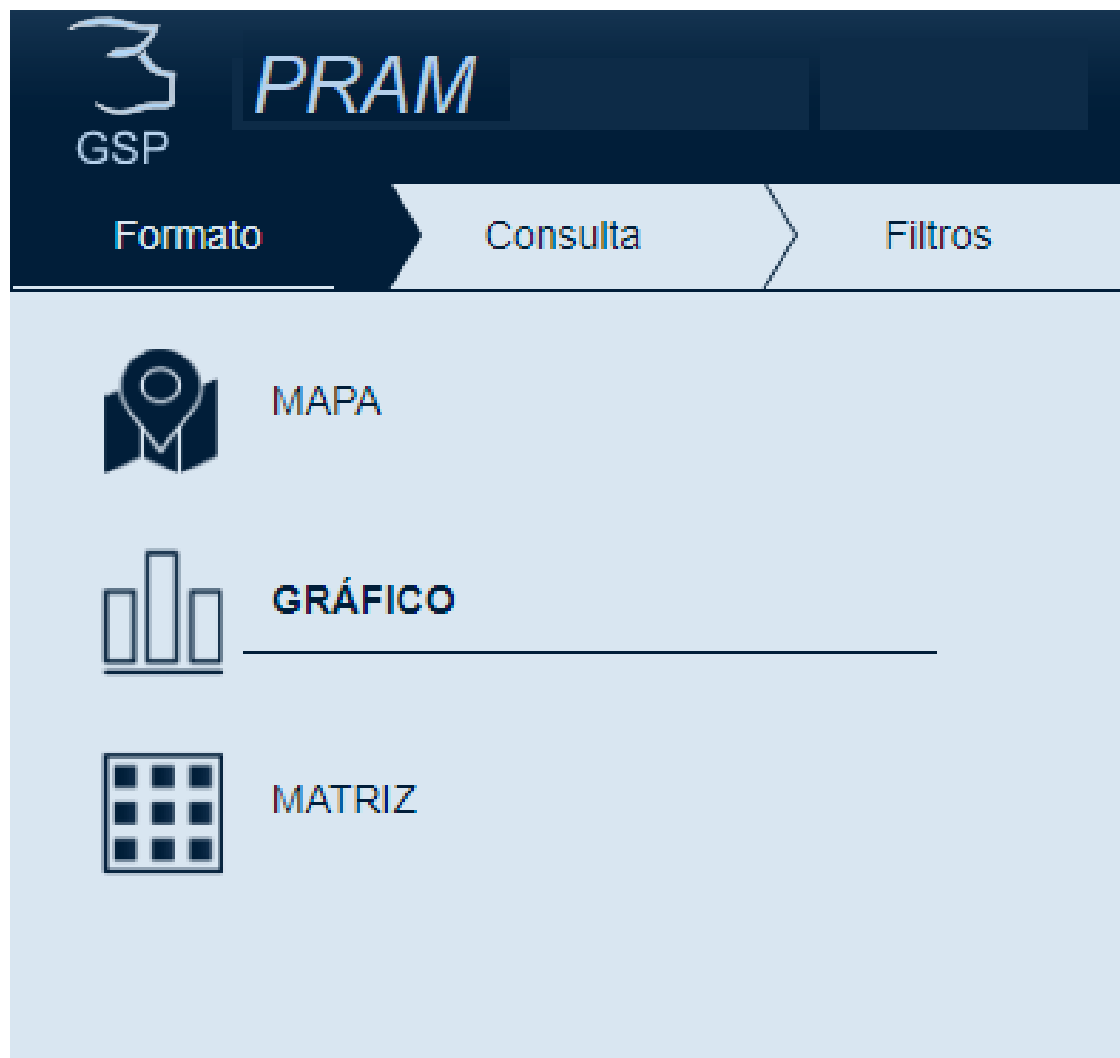 PRAM
GSP
Formato Consulta Filtros
MAPA
GRÁFICO
MATRIZ